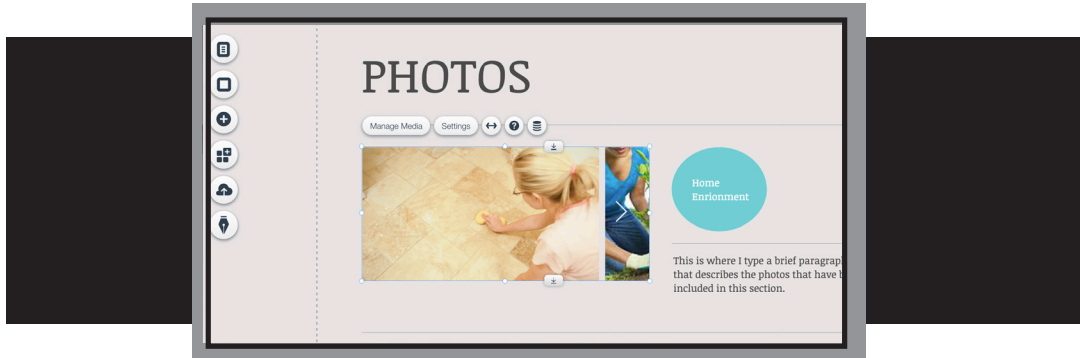 PHOTOS
Manage Media Settings
Home
Enrionment
This is where I type a brief paragraph
that describes the photos that have
included in this section.